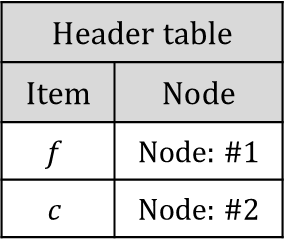 Header table
Item Node
f Node: #1
c Node: #2